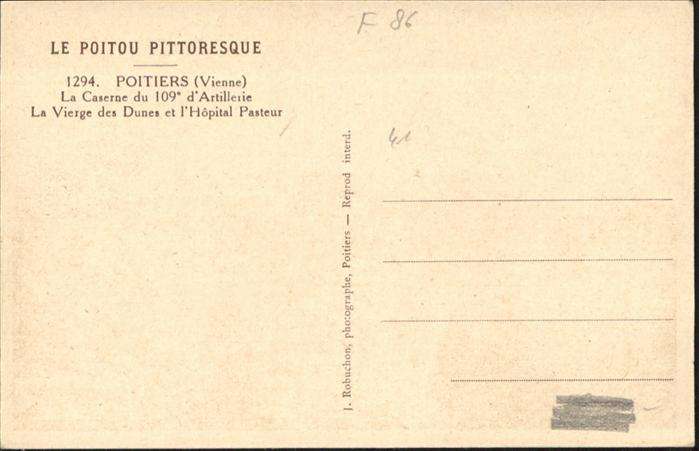 F 86
LE POITOU PITTORESQUE
1294. POITIERS (Vienne)
La Caserne du 109ᵉ d'Artillerie
La Vierge des Dunes et l'Hôpital Pasteur
J. Robuchon, photographe, Poitiers — Reprod interd.